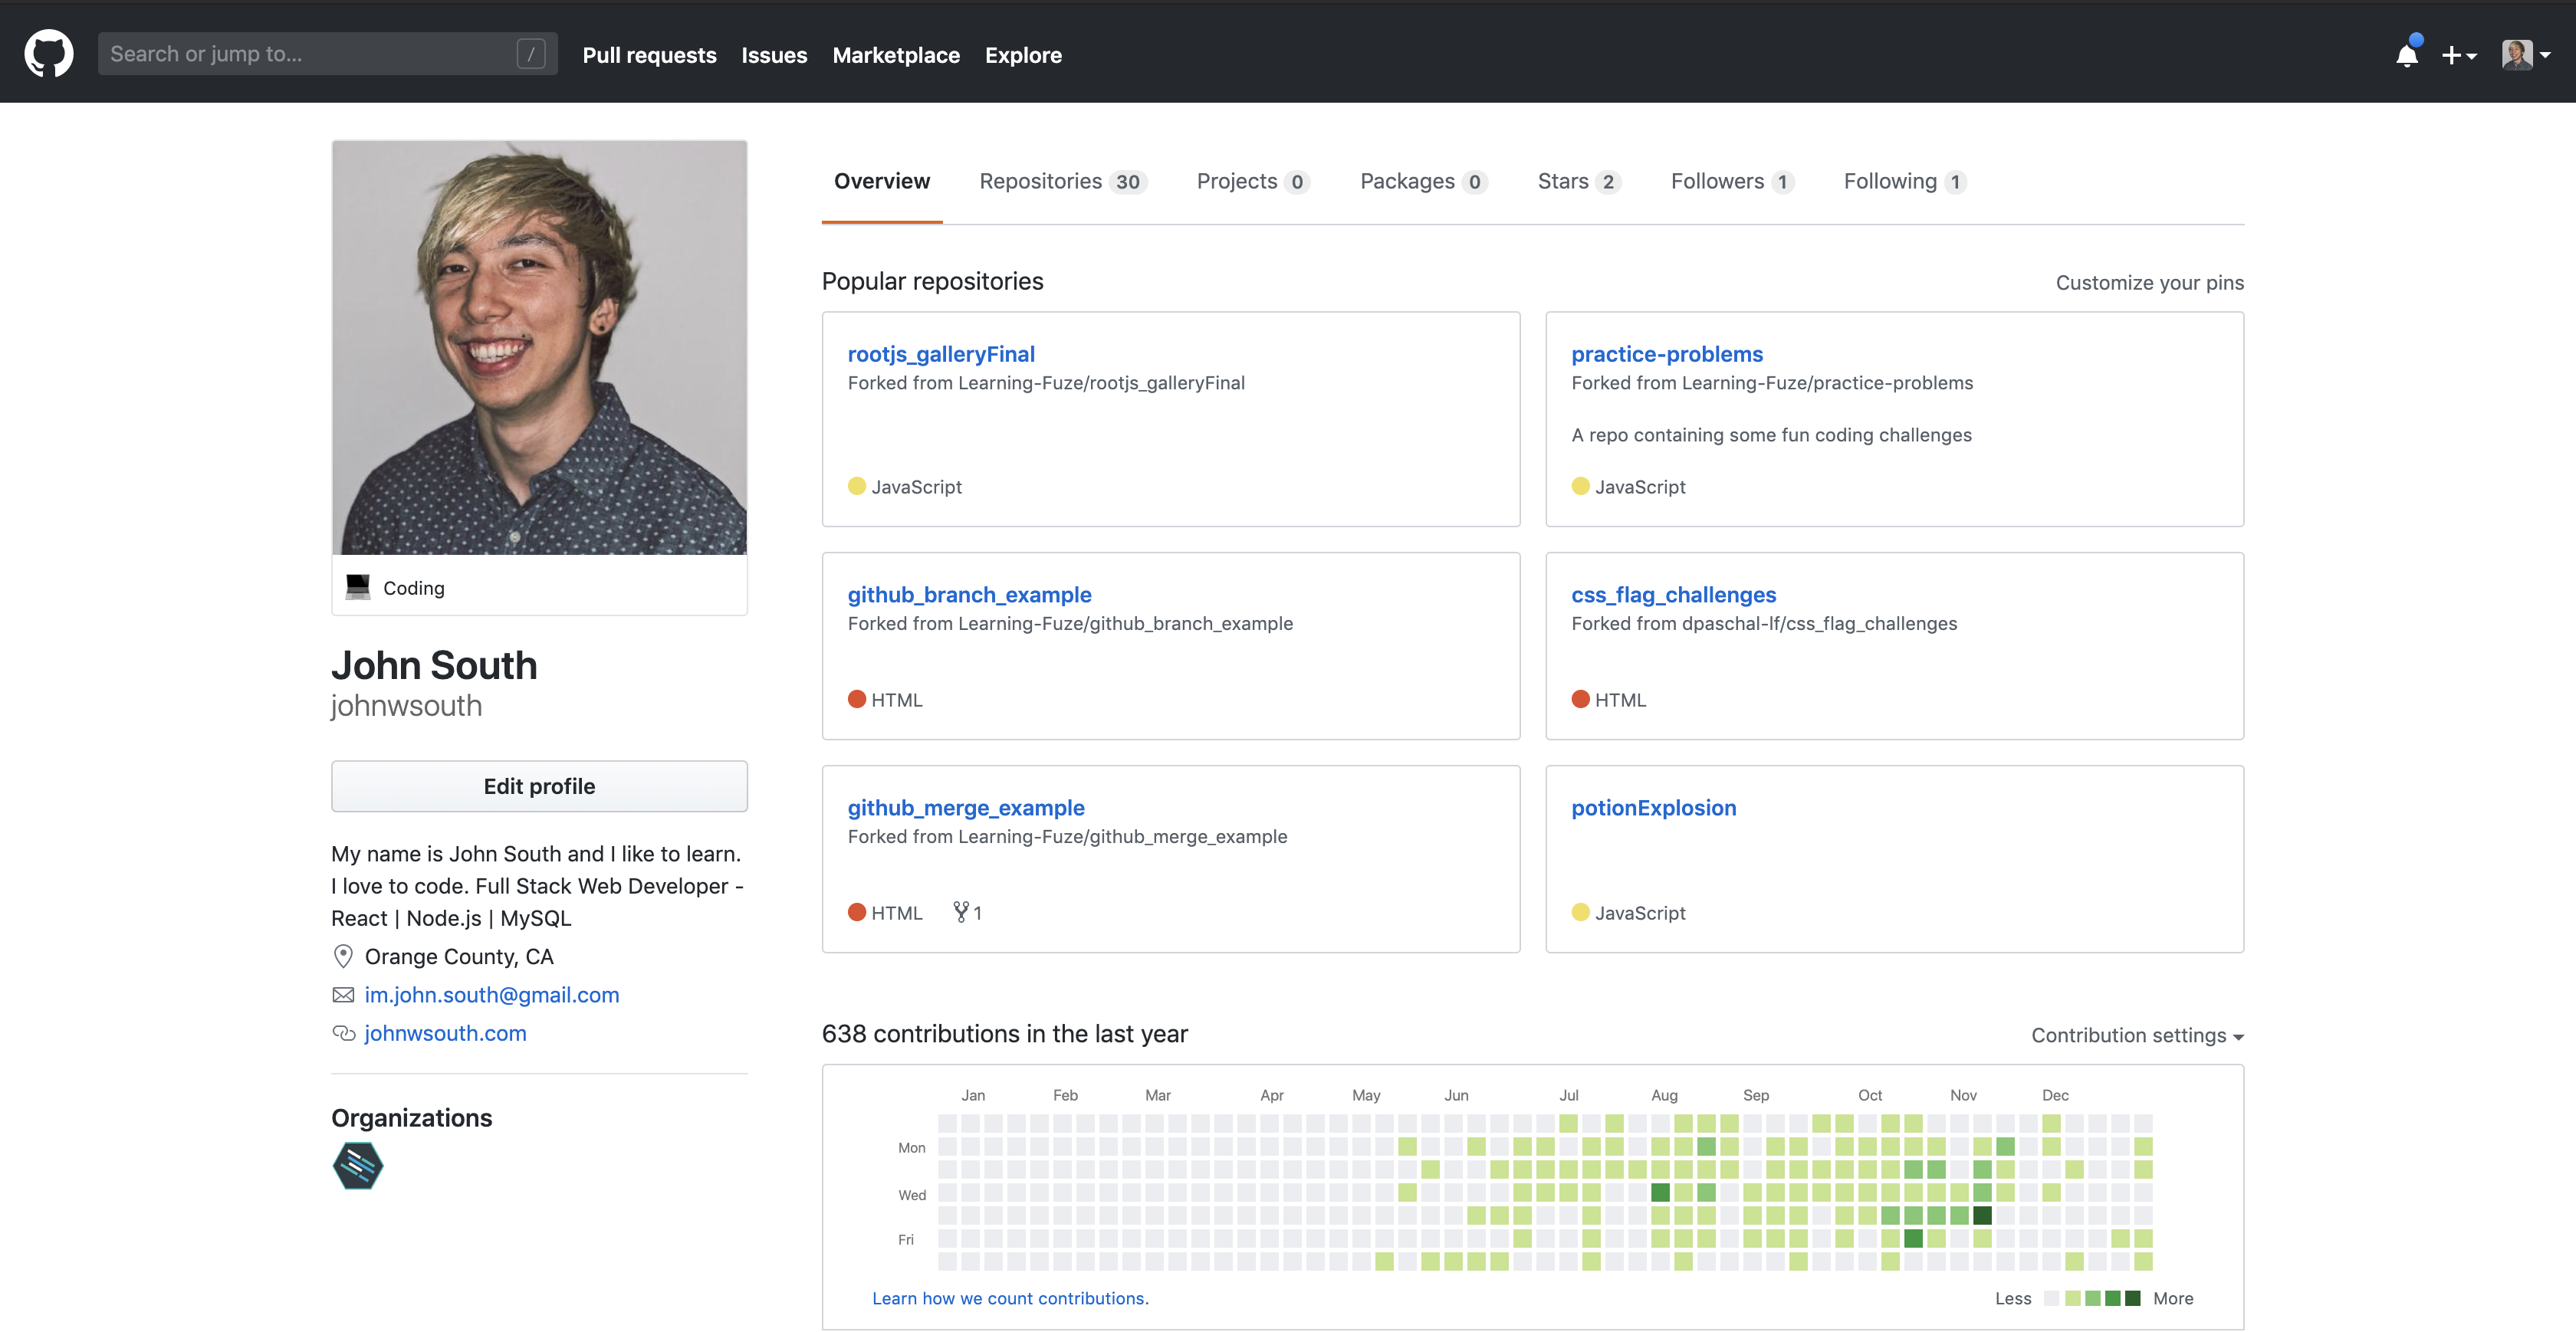 Search or jump to... /
Pull requests Issues Marketplace Explore
Coding
John South
johnwsouth
Edit profile
My name is John South and I like to learn.
I love to code. Full Stack Web Developer -
React | Node.js | MySQL
Orange County, CA
im.john.south@gmail.com
johnwsouth.com
Organizations
Overview Repositories 30 Projects 0 Packages 0 Stars 2 Followers 1 Following 1
Popular repositories
Customize your pins
rootjs_galleryFinal
Forked from Learning-Fuze/rootjs_galleryFinal
JavaScript
practice-problems
Forked from Learning-Fuze/practice-problems
A repo containing some fun coding challenges
JavaScript
github_branch_example
Forked from Learning-Fuze/github_branch_example
HTML
css_flag_challenges
Forked from dpaschal-lf/css_flag_challenges
HTML
github_merge_example
Forked from Learning-Fuze/github_merge_example
HTML 1
potionExplosion
JavaScript
638 contributions in the last year
Contribution settings
Jan Feb Mar Apr May Jun Jul Aug Sep Oct Nov Dec
Mon
Wed
Fri
Learn how we count contributions.
Less More